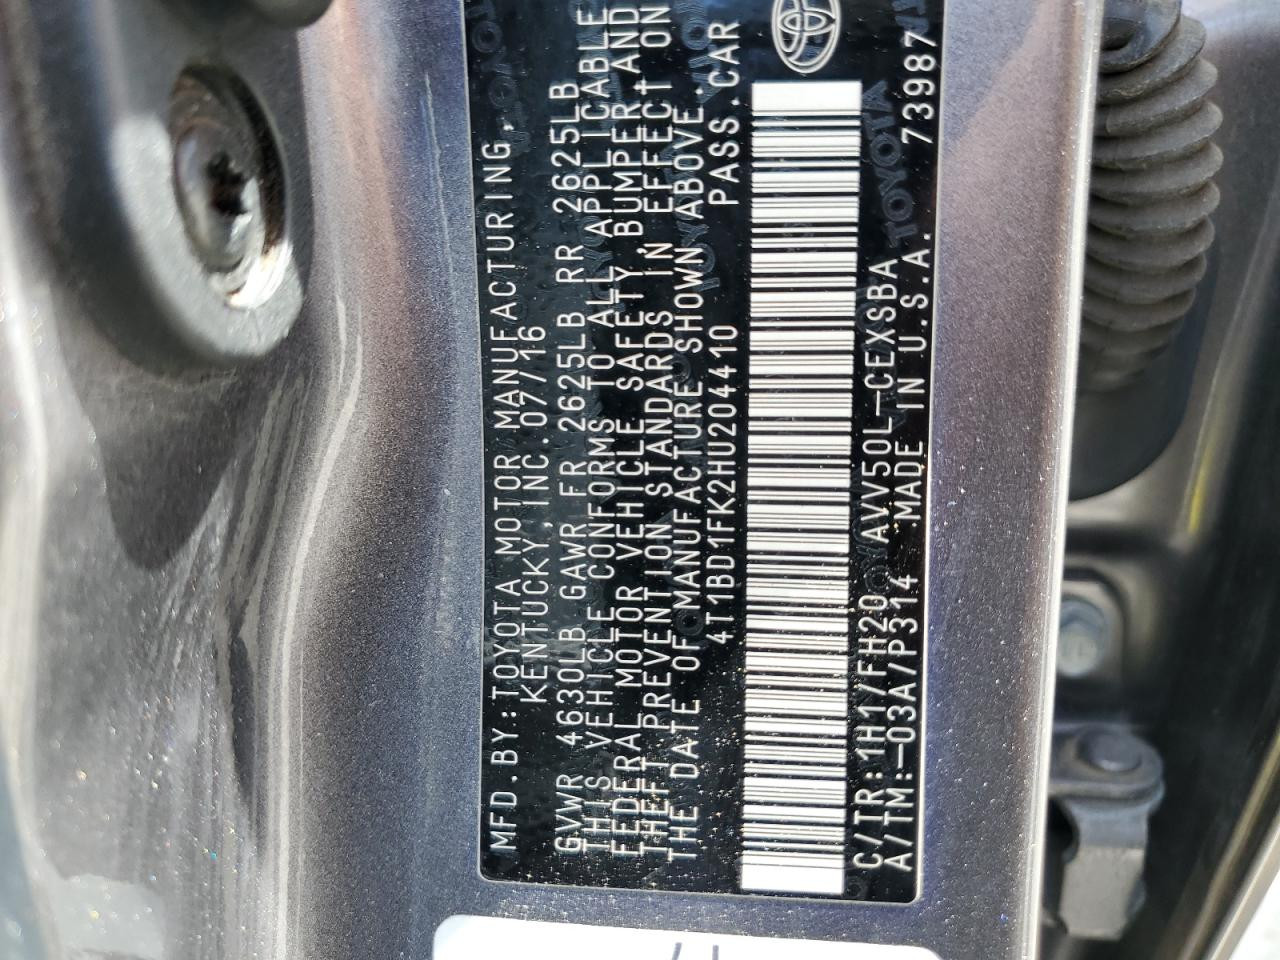 MFD.BY:TOYOTA MOTOR MANUFACTURING,
KENTUCKY,INC.07/16
GVWR 4630LB GAWR FR 2625LB RR 2625LB
THIS VEHICLE CONFORMS TO ALL APPLICABLE
FEDERAL MOTOR VEHICLE SAFETY,BUMPER AND
THEFT PREVENTION STANDARDS IN EFFECT ON
THE DATE OF MANUFACTURE SHOWN ABOVE.
4T1BD1FK2HU204410 PASS.CAR
C/TR:1H1/FH20 AVV50L-CEXSBA
A/TM:-03A/P314 MADE IN U.S.A. 73987